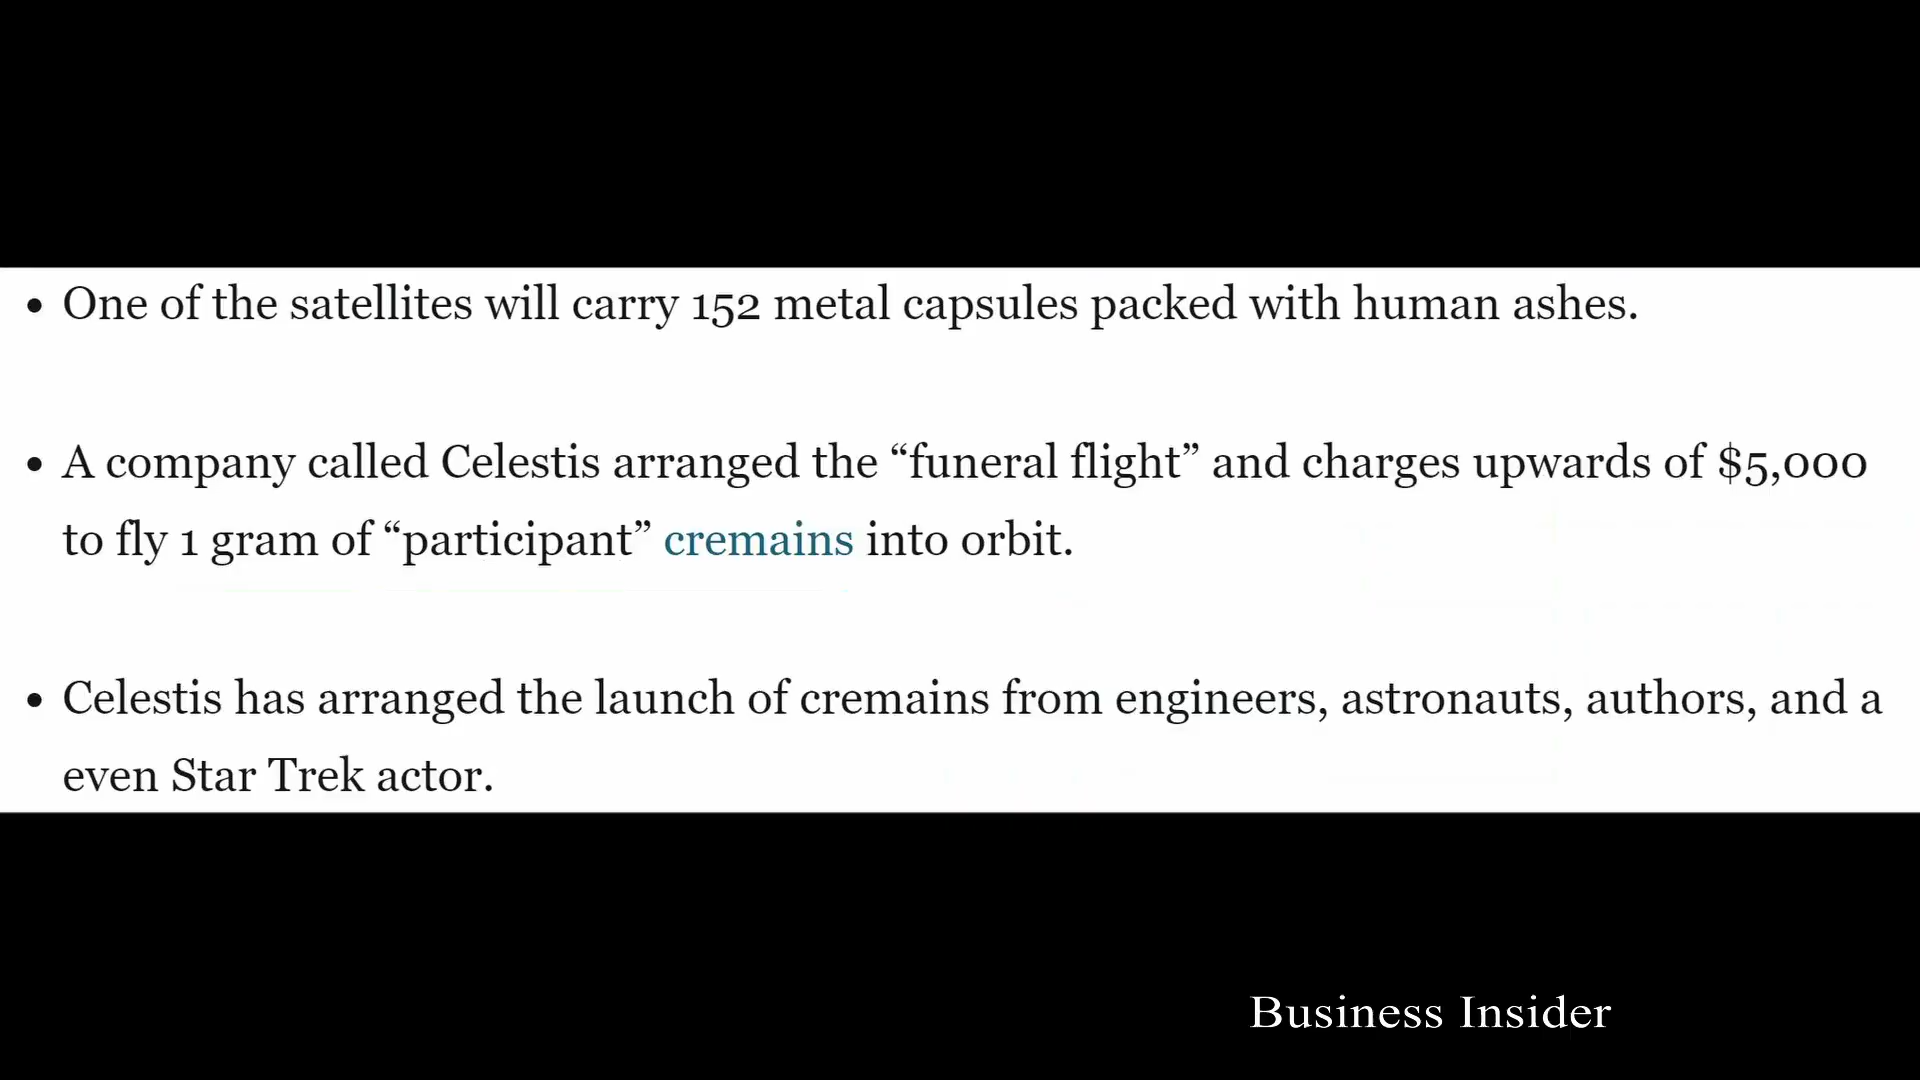 • One of the satellites will carry 152 metal capsules packed with human ashes.
• A company called Celestis arranged the “funeral flight” and charges upwards of $5,000
to fly 1 gram of “participant” cremains into orbit.
• Celestis has arranged the launch of cremains from engineers, astronauts, authors, and a
even Star Trek actor.
Business Insider